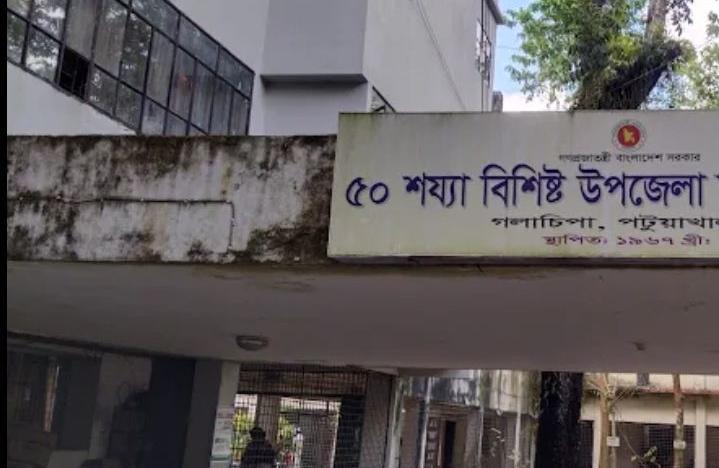 গণপ্রজাতন্ত্রী বাংলাদেশ সরকার
৫০ শয্যা বিশিষ্ট উপজেলা
গলাচিপা, পটুয়াখা
স্থাপিত: ১৯৬৭ খ্রী: